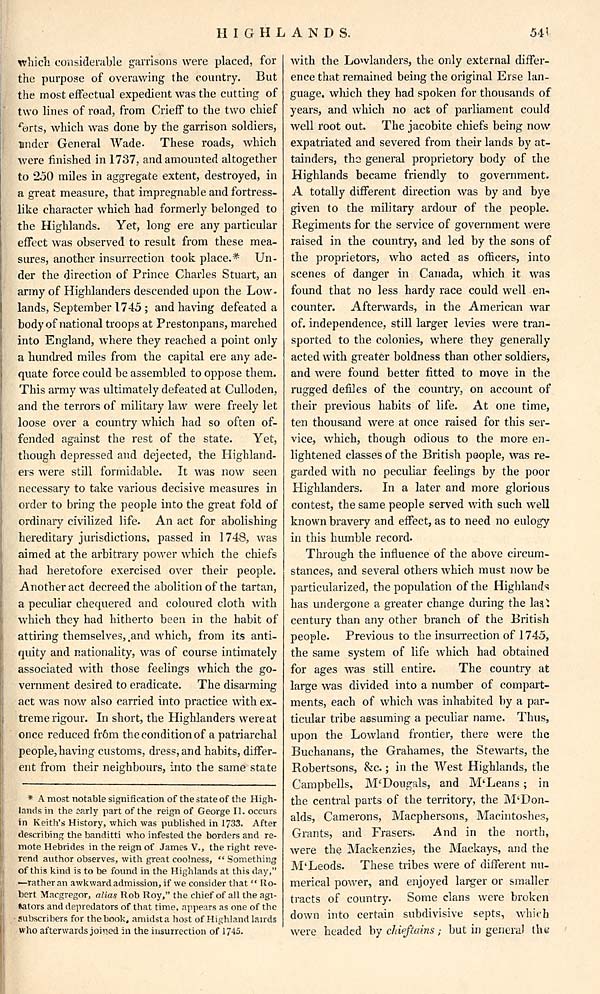 HIGHLANDS.
541
which considerable garrisons were placed, for
the purpose of overawing the country. But
the most effectual expedient was the cutting of
two lines of road, from Crieff to the two chief
forts, which was done by the garrison soldiers,
under General Wade. These roads, which
were finished in 1737, and amounted altogether
to 250 miles in aggregate extent, destroyed, in
a great measure, that impregnable and fortress-
like character which had formerly belonged to
the Highlands. Yet, long ere any particular
effect was observed to result from these mea-
sures, another insurrection took place.* Un-
der the direction of Prince Charles Stuart, an
army of Highlanders descended upon the Low-
lands, September 1745; and having defeated a
body of national troops at Prestonpans, marched
into England, where they reached a point only
a hundred miles from the capital ere any ade-
quate force could be assembled to oppose them.
This army was ultimately defeated at Culloden,
and the terrors of military law were freely let
loose over a country which had so often of-
fended against the rest of the state. Yet,
though depressed and dejected, the Highland-
ers were still formidable. It was now seen
necessary to take various decisive measures in
order to bring the people into the great fold of
ordinary civilized life. An act for abolishing
hereditary jurisdictions, passed in 1748, was
aimed at the arbitrary power which the chiefs
had heretofore exercised over their people.
Another act decreed the abolition of the tartan,
a peculiar chequered and coloured cloth with
which they had hitherto been in the habit of
attiring themselves, and which, from its anti-
quity and nationality, was of course intimately
associated with those feelings which the go-
vernment desired to eradicate. The disarming
act was now also carried into practice with ex-
treme rigour. In short, the Highlanders were at
once reduced from the condition of a patriarchal
people, having customs, dress, and habits, differ-
ent from their neighbours, into the same state
* A most notable signification of the state of the High-
lands in the early part of the reign of George II. occurs
in Keith's History, which was published in 1733. After
describing the banditti who infested the borders and re-
mote Hebrides in the reign of James V., the right reve-
rend author observes, with great coolness, "Something
of this kind is to be found in the Highlands at this day,"
—rather an awkward admission, if we consider that "Ro-
bert Macgregor, alias Rob Roy," the chief of all the agi-
tators and depredators of that time, appears as one of the
subscribers for the book, amidst a host of Highland lairds
who afterwards joined in the insurrection of 1745.
with the Lowlanders, the only external differ-
ence that remained being the original Erse lan-
guage, which they had spoken for thousands of
years, and which no act of parliament could
well root out. The jacobite chiefs being now
expatriated and severed from their lands by at-
tainders, the general proprietory body of the
Highlands became friendly to government.
A totally different direction was by and bye
given to the military ardour of the people.
Regiments for the service of government were
raised in the country, and led by the sons of
the proprietors, who acted as officers, into
scenes of danger in Canada, which it was
found that no less hardy race could well en-
counter. Afterwards, in the American war
of independence, still larger levies were tran-
sported to the colonies, where they generally
acted with greater boldness than other soldiers,
and were found better fitted to move in the
rugged defiles of the country, on account of
their previous habits of life. At one time,
ten thousand were at once raised for this ser-
vice, which, though odious to the more en-
lightened classes of the British people, was re-
garded with no peculiar feelings by the poor
Highlanders. In a later and more glorious
contest, the same people served with such well
known bravery and effect, as to need no eulogy
in this humble record.
Through the influence of the above circum-
stances, and several others which must now be
particularized, the population of the Highlands
has undergone a greater change during the last
century than any other branch of the British
people. Previous to the insurrection of 1745,
the same system of life which had obtained
for ages was still entire. The country at
large was divided into a number of compart-
ments, each of which was inhabited by a par-
ticular tribe assuming a peculiar name. Thus,
upon the Lowland frontier, there were the
Buchanans, the Grahames, the Stewarts, the
Robertsons, &c.; in the West Highlands, the
Campbells, M'Dougals, and M'Leans; in
the central parts of the territory, the M'Don-
alds, Camerons, Macphersons, Macintoshes,
Grants, and Frasers. And in the north,
were the Mackenzies, the Mackays, and the
M'Leods. These tribes were of different nu-
merical power, and enjoyed larger or smaller
tracts of country. Some clans were broken
down into certain subdivisive septs, which
were headed by chieftains; but in general the